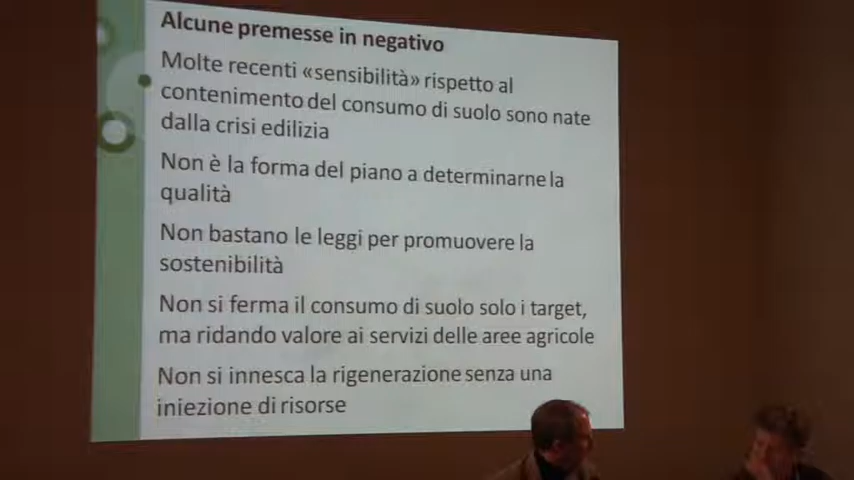 Alcune premesse in negativo
Molte recenti «sensibilità» rispetto al
contenimento del consumo di suolo sono nate
dalla crisi edilizia
Non è la forma del piano a determinarne la
qualità
Non bastano le leggi per promuovere la
sostenibilità
Non si ferma il consumo di suolo solo i target,
ma ridando valore ai servizi delle aree agricole
Non si innesca la rigenerazione senza una
iniezione di risorse